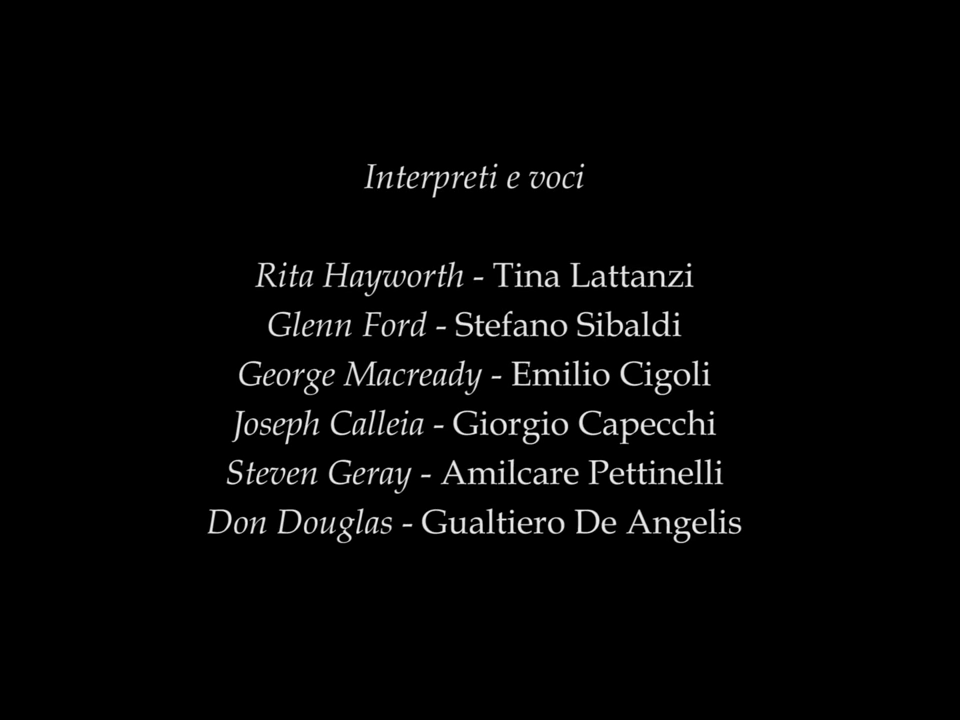 Interpreti e voci
Rita Hayworth - Tina Lattanzi
Glenn Ford - Stefano Sibaldi
George Macready - Emilio Cigoli
Joseph Calleia - Giorgio Capecchi
Steven Geray - Amilcare Pettinelli
Don Douglas - Gualtiero De Angelis